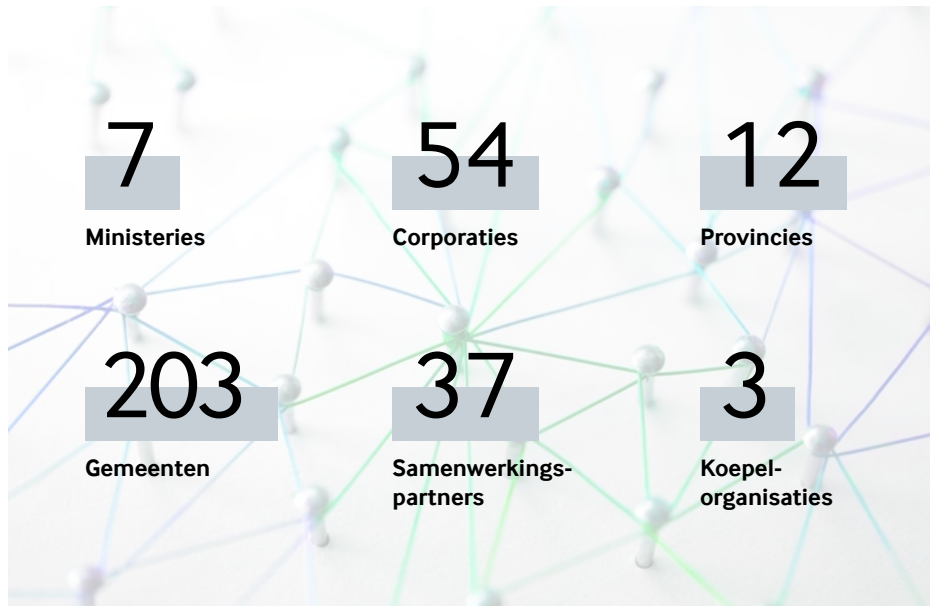 7
Ministeries
54
Corporaties
12
Provincies
203
Gemeenten
37
Samenwerkings-
partners
3
Koepel-
organisaties